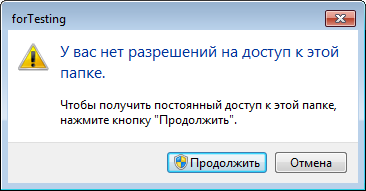 forTesting
У вас нет разрешений на доступ к этой
папке.
Чтобы получить постоянный доступ к этой папке,
нажмите кнопку "Продолжить".
Продолжить
Отмена